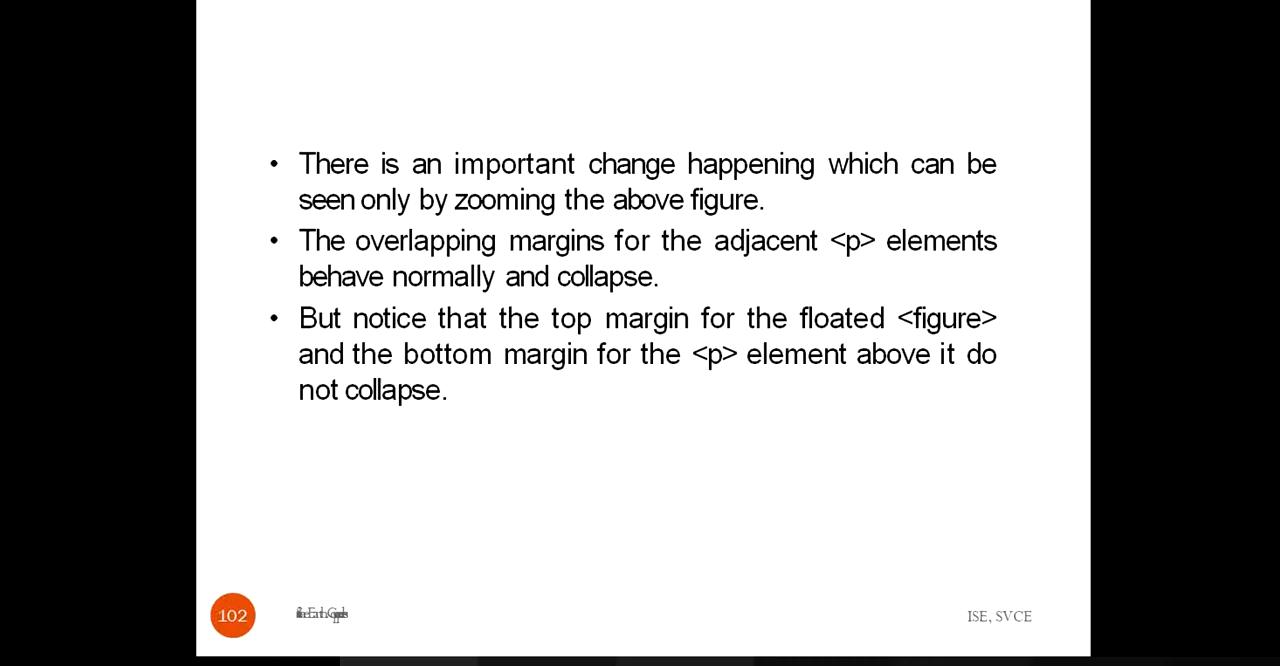 • There is an important change happening which can be
seen only by zooming the above figure.
• The overlapping margins for the adjacent <p> elements
behave normally and collapse.
• But notice that the top margin for the floated <figure>
and the bottom margin for the <p> element above it do
not collapse.
102
ISE, SVCE